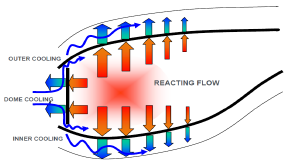 OUTER COOLING
REACTING FLOW
DOME COOLING
INNER COOLING